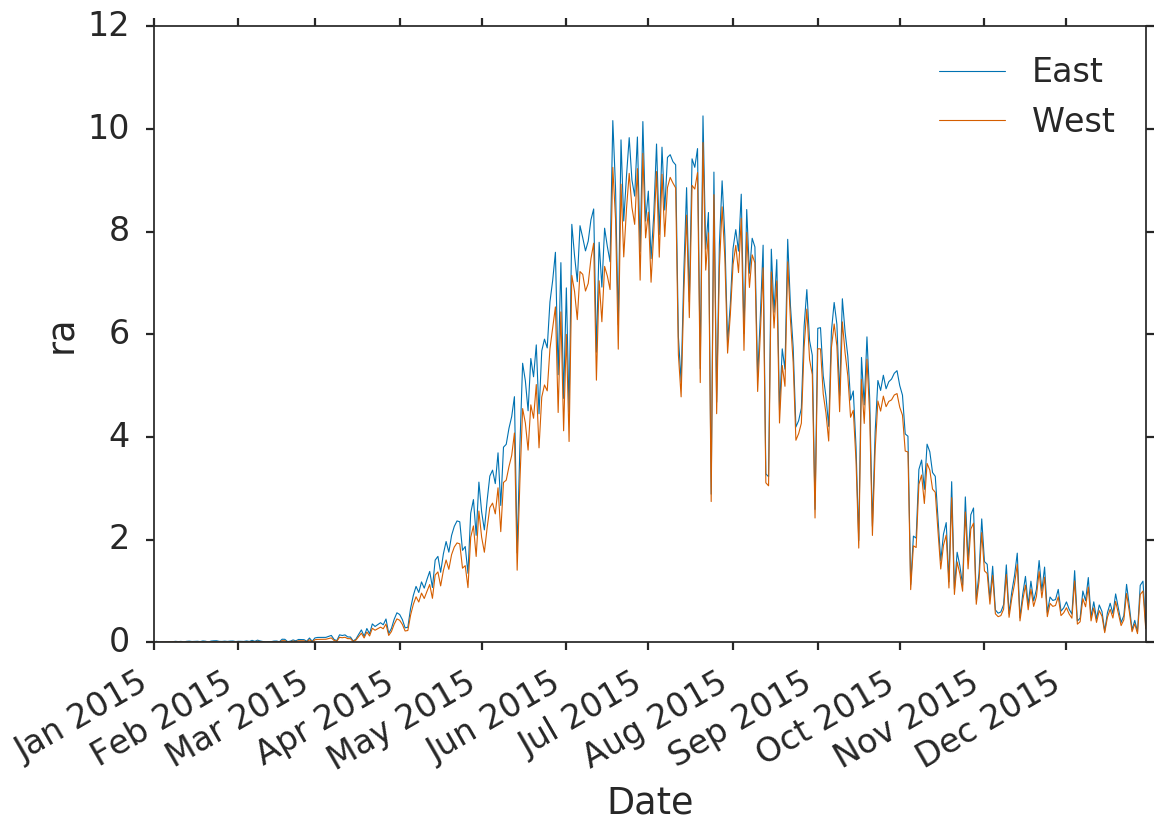 12
10
8
6
4
2
0
ra
East
West
Jan 2015
Feb 2015
Mar 2015
Apr 2015
May 2015
Jun 2015
Jul 2015
Aug 2015
Sep 2015
Oct 2015
Nov 2015
Dec 2015
Date